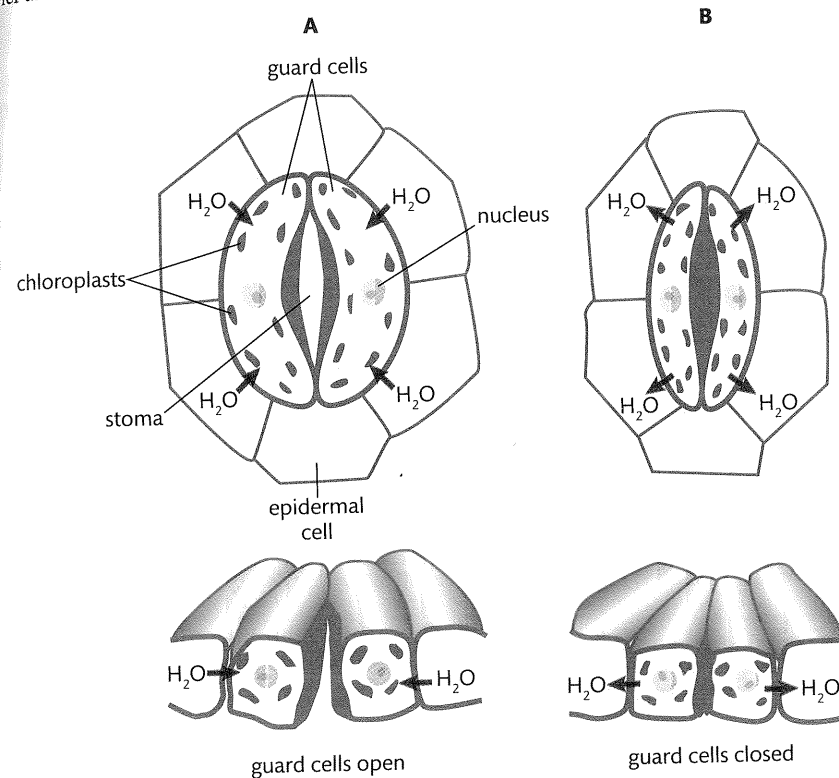 A
B
guard cells
H₂O
H₂O
nucleus
chloroplasts
stoma
H₂O
H₂O
epidermal
cell
H₂O
H₂O
H₂O
H₂O
H₂O
H₂O
guard cells open
H₂O
H₂O
guard cells closed